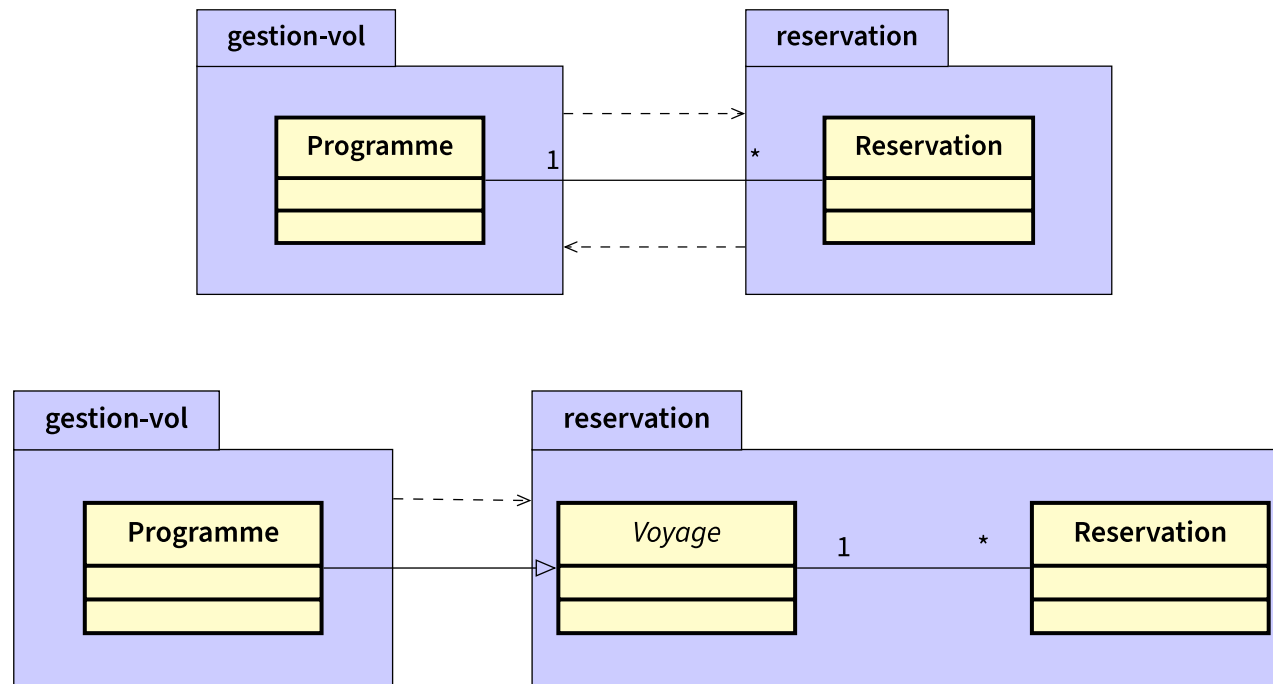 gestion-vol
reservation
Programme
1
*
Reservation
gestion-vol
reservation
Programme
Voyage
1
*
Reservation